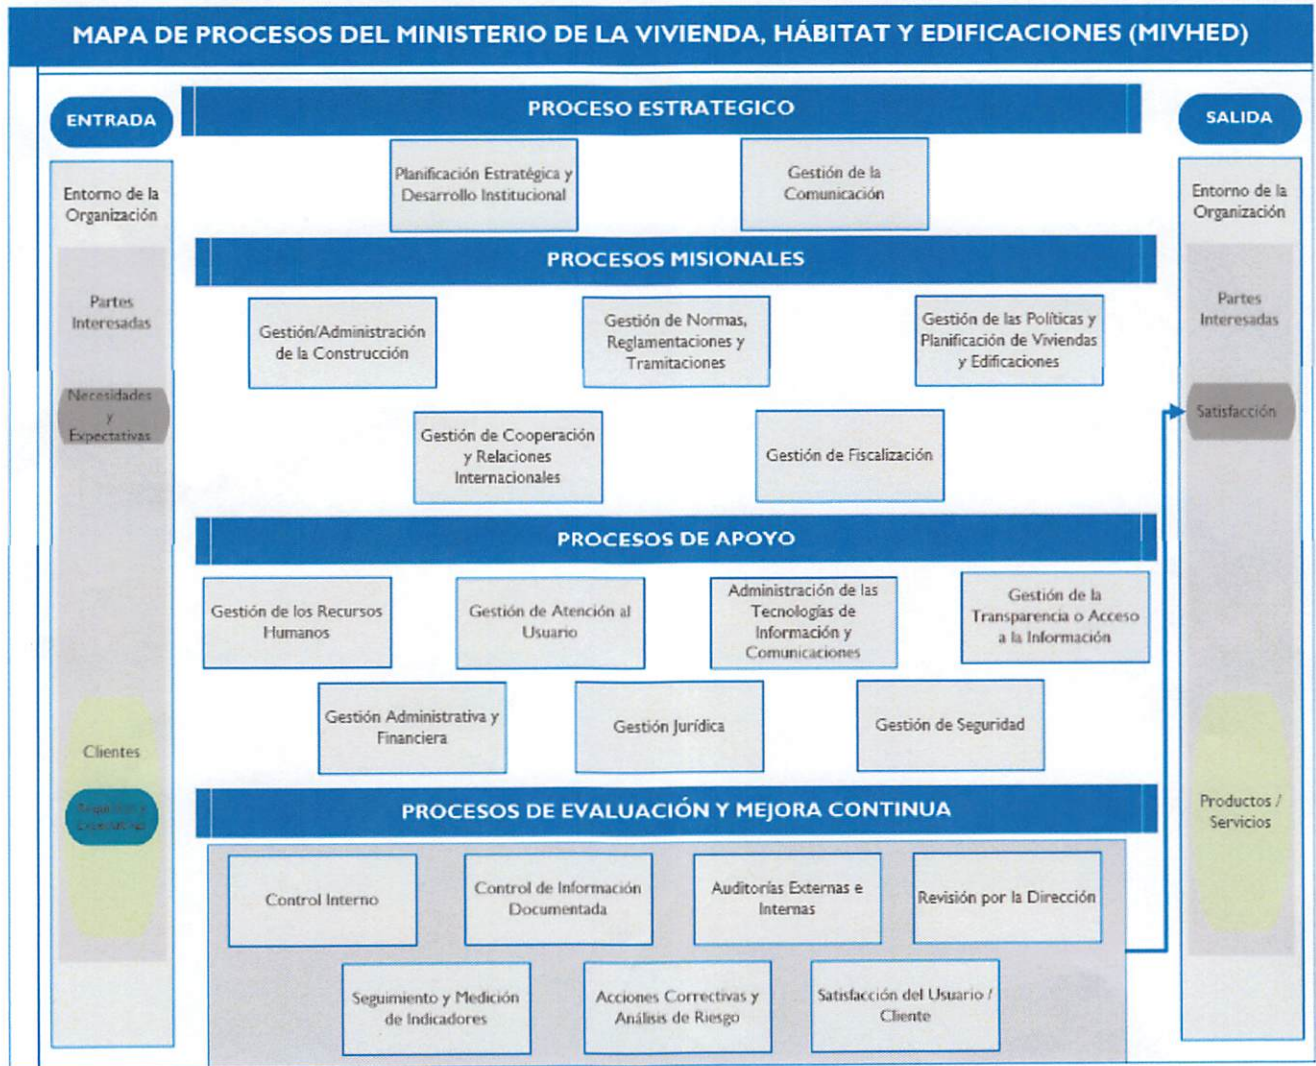 MAPA DE PROCESOS DEL MINISTERIO DE LA VIVIENDA, HÁBITAT Y EDIFICACIONES (MIVHED)
ENTRADA
Entorno de la
Organización
Partes
Interesadas
Necesidades
y
Expectativas
Clientes
PROCESO ESTRATEGICO
Planificación Estratégica y
Desarrollo Institucional
Gestión de la
Comunicación
PROCESOS MISIONALES
Gestión/Administración
de la Construcción
Gestión de Normas,
Reglamentaciones y
Tramitaciones
Gestión de las Políticas y
Planificación de Viviendas
y Edificaciones
Gestión de Cooperación
y Relaciones
Internacionales
Gestión de Fiscalización
PROCESOS DE APOYO
Gestión de los Recursos
Humanos
Gestión de Atención al
Usuario
Administración de las
Tecnologías de
Información y
Comunicaciones
Gestión de la
Transparencia o Acceso
a la Información
Gestión Administrativa y
Financiera
Gestión Jurídica
Gestión de Seguridad
PROCESOS DE EVALUACIÓN Y MEJORA CONTINUA
Control Interno
Control de Información
Documentada
Auditorías Externas e
Internas
Revisión por la Dirección
Seguimiento y Medición
de Indicadores
Acciones Correctivas y
Análisis de Riesgo
Satisfacción del Usuario /
Cliente
SALIDA
Entorno de la
Organización
Partes
Interesadas
Satisfacción
Productos /
Servicios